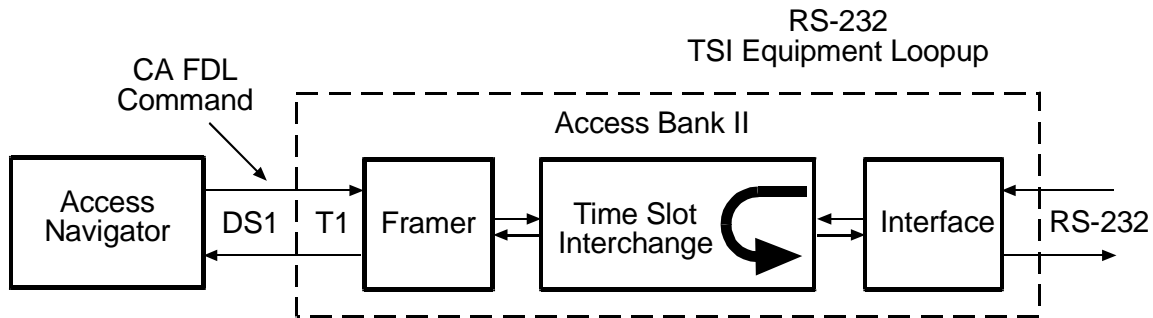 RS-232
TSI Equipment Loopup
CA FDL
Command
Access Bank II
Access
Navigator
DS1
T1
Framer
Time Slot
Interchange
Interface
RS-232